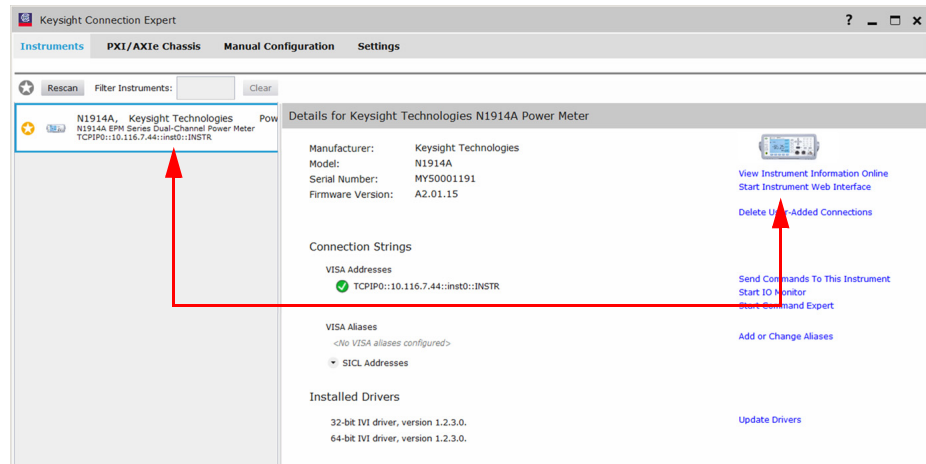 Keysight Connection Expert
Instruments PXI/AXIe Chassis Manual Configuration Settings
Rescan Filter Instruments: Clear
N1914A, Keysight Technologies Pow
N1914A EPM Series Dual-Channel Power Meter
TCPIP0::10.116.7.44::inst0::INSTR
Details for Keysight Technologies N1914A Power Meter
Manufacturer: Keysight Technologies
Model: N1914A
Serial Number: MY50001191
Firmware Version: A2.01.15
View Instrument Information Online
Start Instrument Web Interface
Delete User-Added Connections
Connection Strings
VISA Addresses
TCPIP0::10.116.7.44::inst0::INSTR
Send Commands To This Instrument
Start IO Monitor
Start Command Expert
VISA Aliases
<No VISA aliases configured>
Add or Change Aliases
SICL Addresses
Installed Drivers
32-bit IVI driver, version 1.2.3.0.
64-bit IVI driver, version 1.2.3.0.
Update Drivers